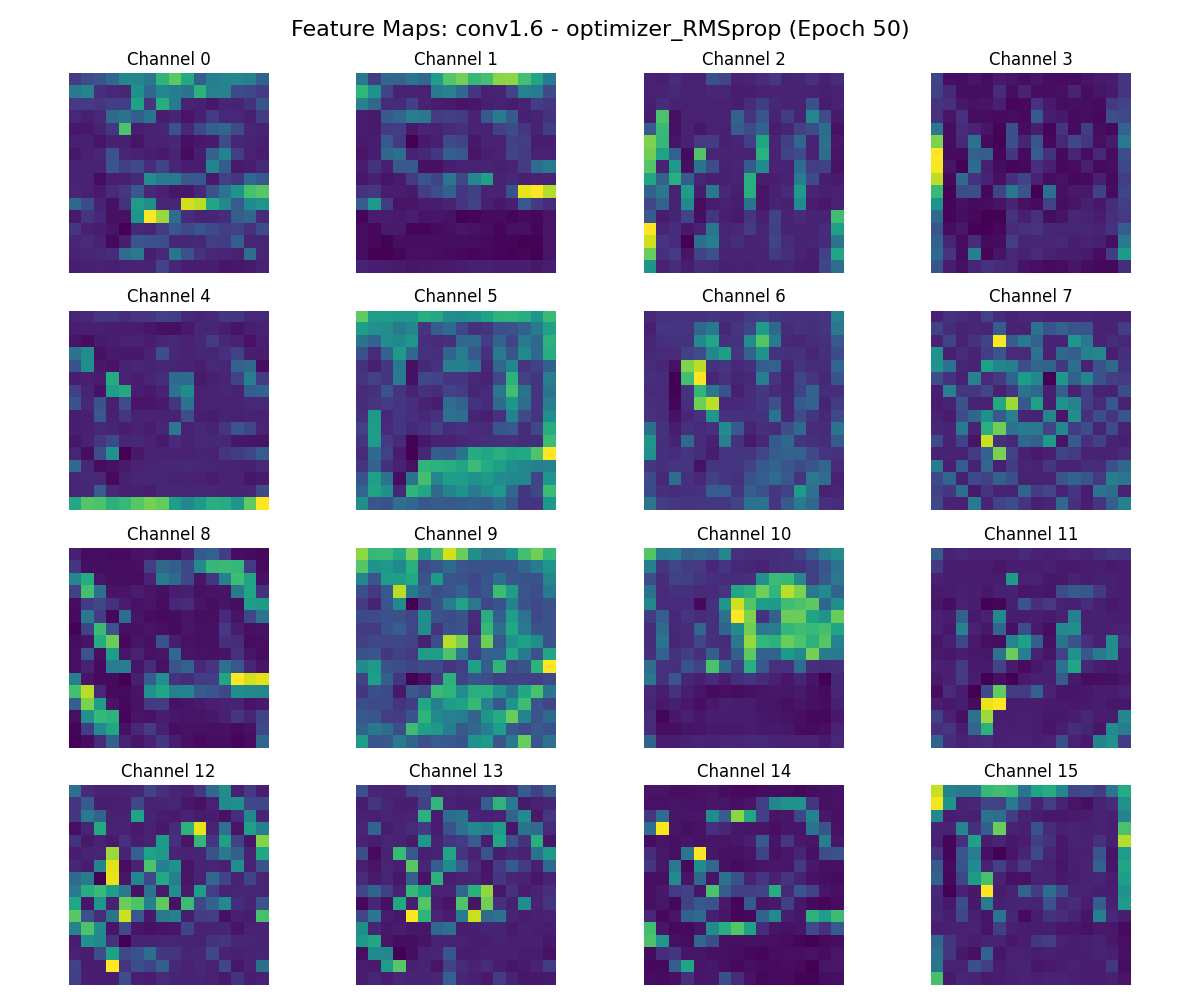 Feature Maps: conv1.6 - optimizer_RMSprop (Epoch 50)
Channel 0
Channel 1
Channel 2
Channel 3
Channel 4
Channel 5
Channel 6
Channel 7
Channel 8
Channel 9
Channel 10
Channel 11
Channel 12
Channel 13
Channel 14
Channel 15